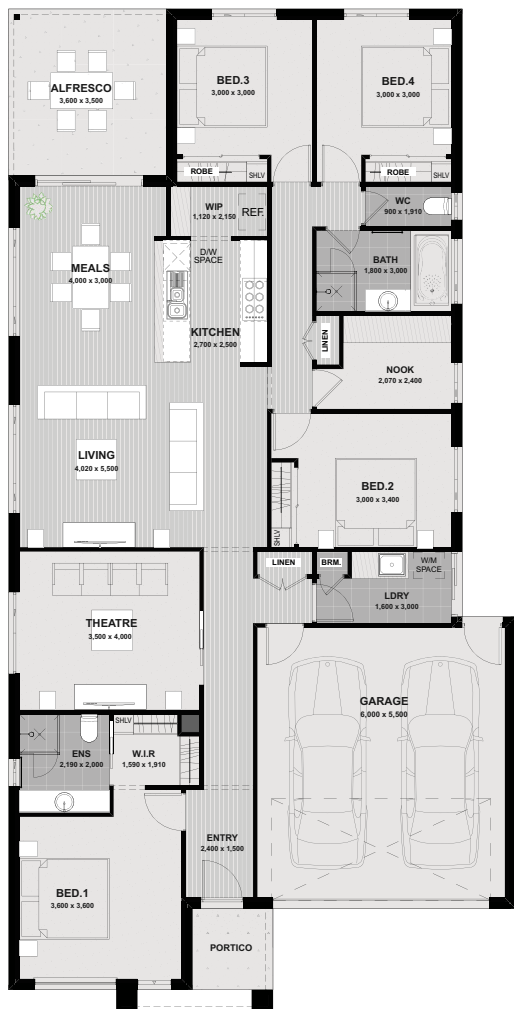 ALFRESCO
3,600 x 3,500
BED.3
3,000 x 3,000
BED.4
3,000 x 3,000
ROBE
SHLV
ROBE
SHLV
WIP
1,120 x 2,150
REF.
WC
900 x 1,910
D/W
SPACE
MEALS
4,000 x 3,000
BATH
1,800 x 3,000
KITCHEN
2,700 x 2,500
LINEN
NOOK
2,070 x 2,400
LIVING
4,020 x 5,500
BED.2
3,000 x 3,400
SHLV
LINEN
BRM.
W/M
SPACE
LDRY
1,600 x 3,000
THEATRE
3,500 x 4,000
GARAGE
6,000 x 5,500
SHLV
ENS
2,190 x 2,000
W.I.R
1,590 x 1,910
ENTRY
2,400 x 1,500
BED.1
3,600 x 3,600
PORTICO